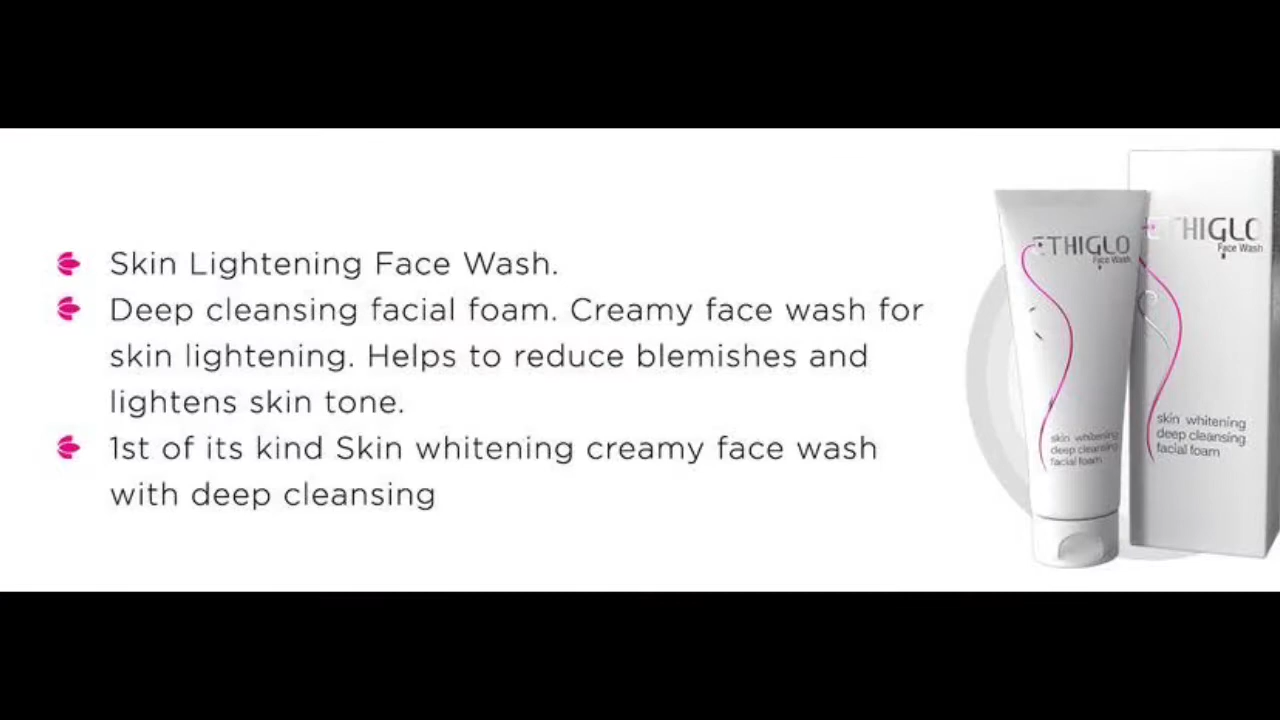 Skin Lightening Face Wash.
Deep cleansing facial foam. Creamy face wash for
skin lightening. Helps to reduce blemishes and
lightens skin tone.
1st of its kind Skin whitening creamy face wash
with deep cleansing
ETHIGLO
Face Wash
skin whitening
deep cleansing
facial foam
ETHIGLO
Face Wash
skin whitening
deep cleansing
facial foam